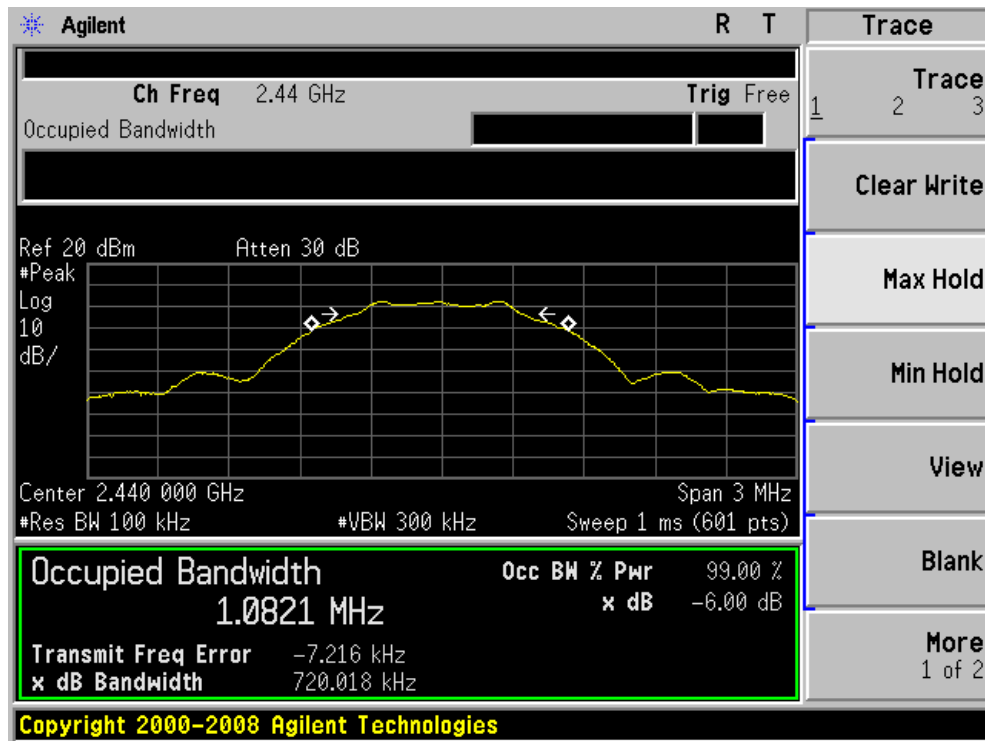 Agilent R T Trace
Ch Freq 2.44 GHz Trig Free
Occupied Bandwidth
Trace
1 2 3
Clear Write
Max Hold
Min Hold
View
Blank
More
1 of 2
Ref 20 dBm Atten 30 dB
#Peak
Log
10
dB/
Center 2.440 000 GHz Span 3 MHz
#Res BW 100 kHz #VBW 300 kHz Sweep 1 ms (601 pts)
Occupied Bandwidth Occ BW % Pwr 99.00 %
1.0821 MHz x dB -6.00 dB
Transmit Freq Error -7.216 kHz
x dB Bandwidth 720.018 kHz
Copyright 2000-2008 Agilent Technologies